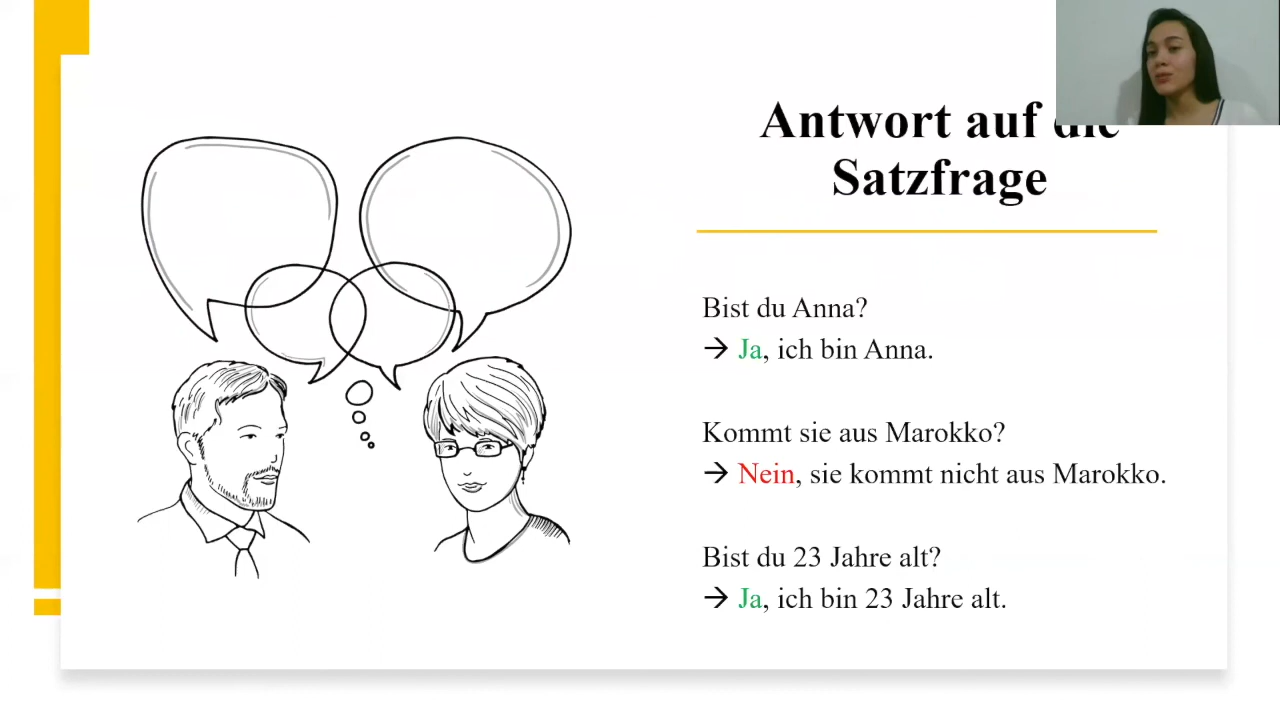 Antwort auf die
Satzfrage
Bist du Anna?
→ Ja, ich bin Anna.
Kommt sie aus Marokko?
→ Nein, sie kommt nicht aus Marokko.
Bist du 23 Jahre alt?
→ Ja, ich bin 23 Jahre alt.